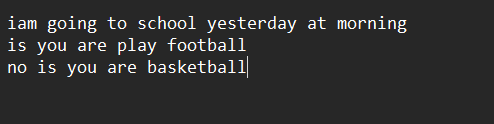 iam going to school yesterday at morning
is you are play football
no is you are basketball